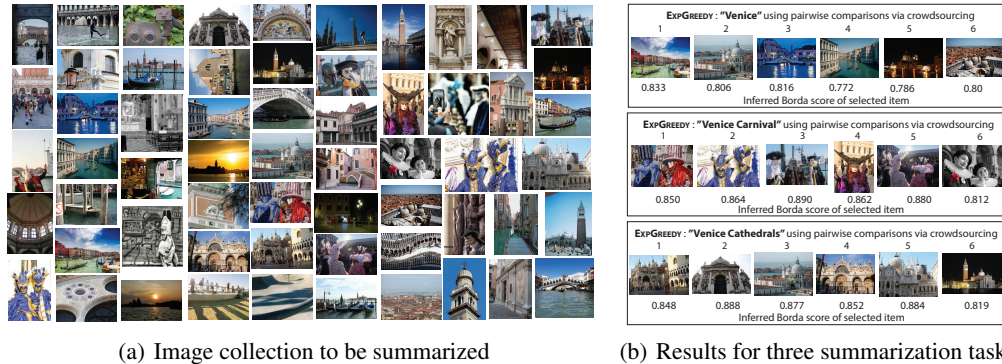 EXPGREEDY : "Venice" using pairwise comparisons via crowdsourcing
1 2 3 4 5 6
0.833 0.806 0.816 0.772 0.786 0.80
Inferred Borda score of selected item
EXPGREEDY : "Venice Carnival" using pairwise comparisons via crowdsourcing
1 2 3 4 5 6
0.850 0.864 0.890 0.862 0.880 0.812
Inferred Borda score of selected item
EXPGREEDY : "Venice Cathedrals" using pairwise comparisons via crowdsourcing
1 2 3 4 5 6
0.848 0.888 0.877 0.852 0.884 0.819
Inferred Borda score of selected item
(a) Image collection to be summarized
(b) Results for three summarization task